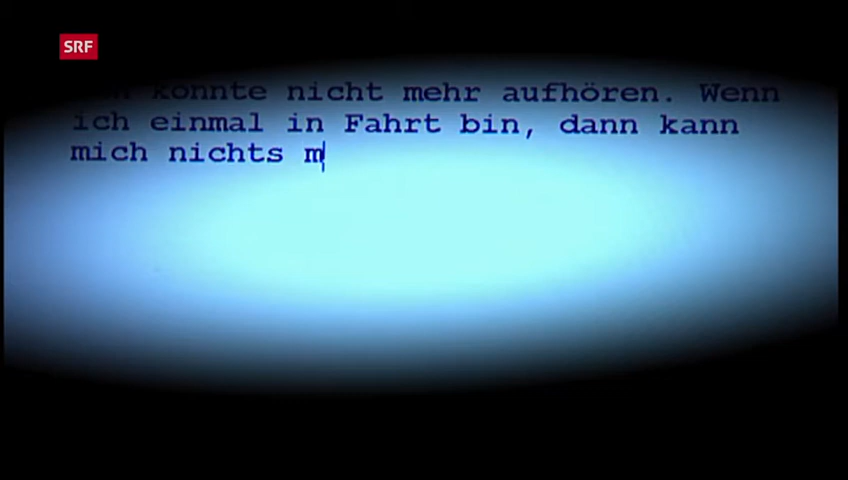 SRF
konnte nicht mehr aufhören. Wenn
ich einmal in Fahrt bin, dann kann
mich nichts m